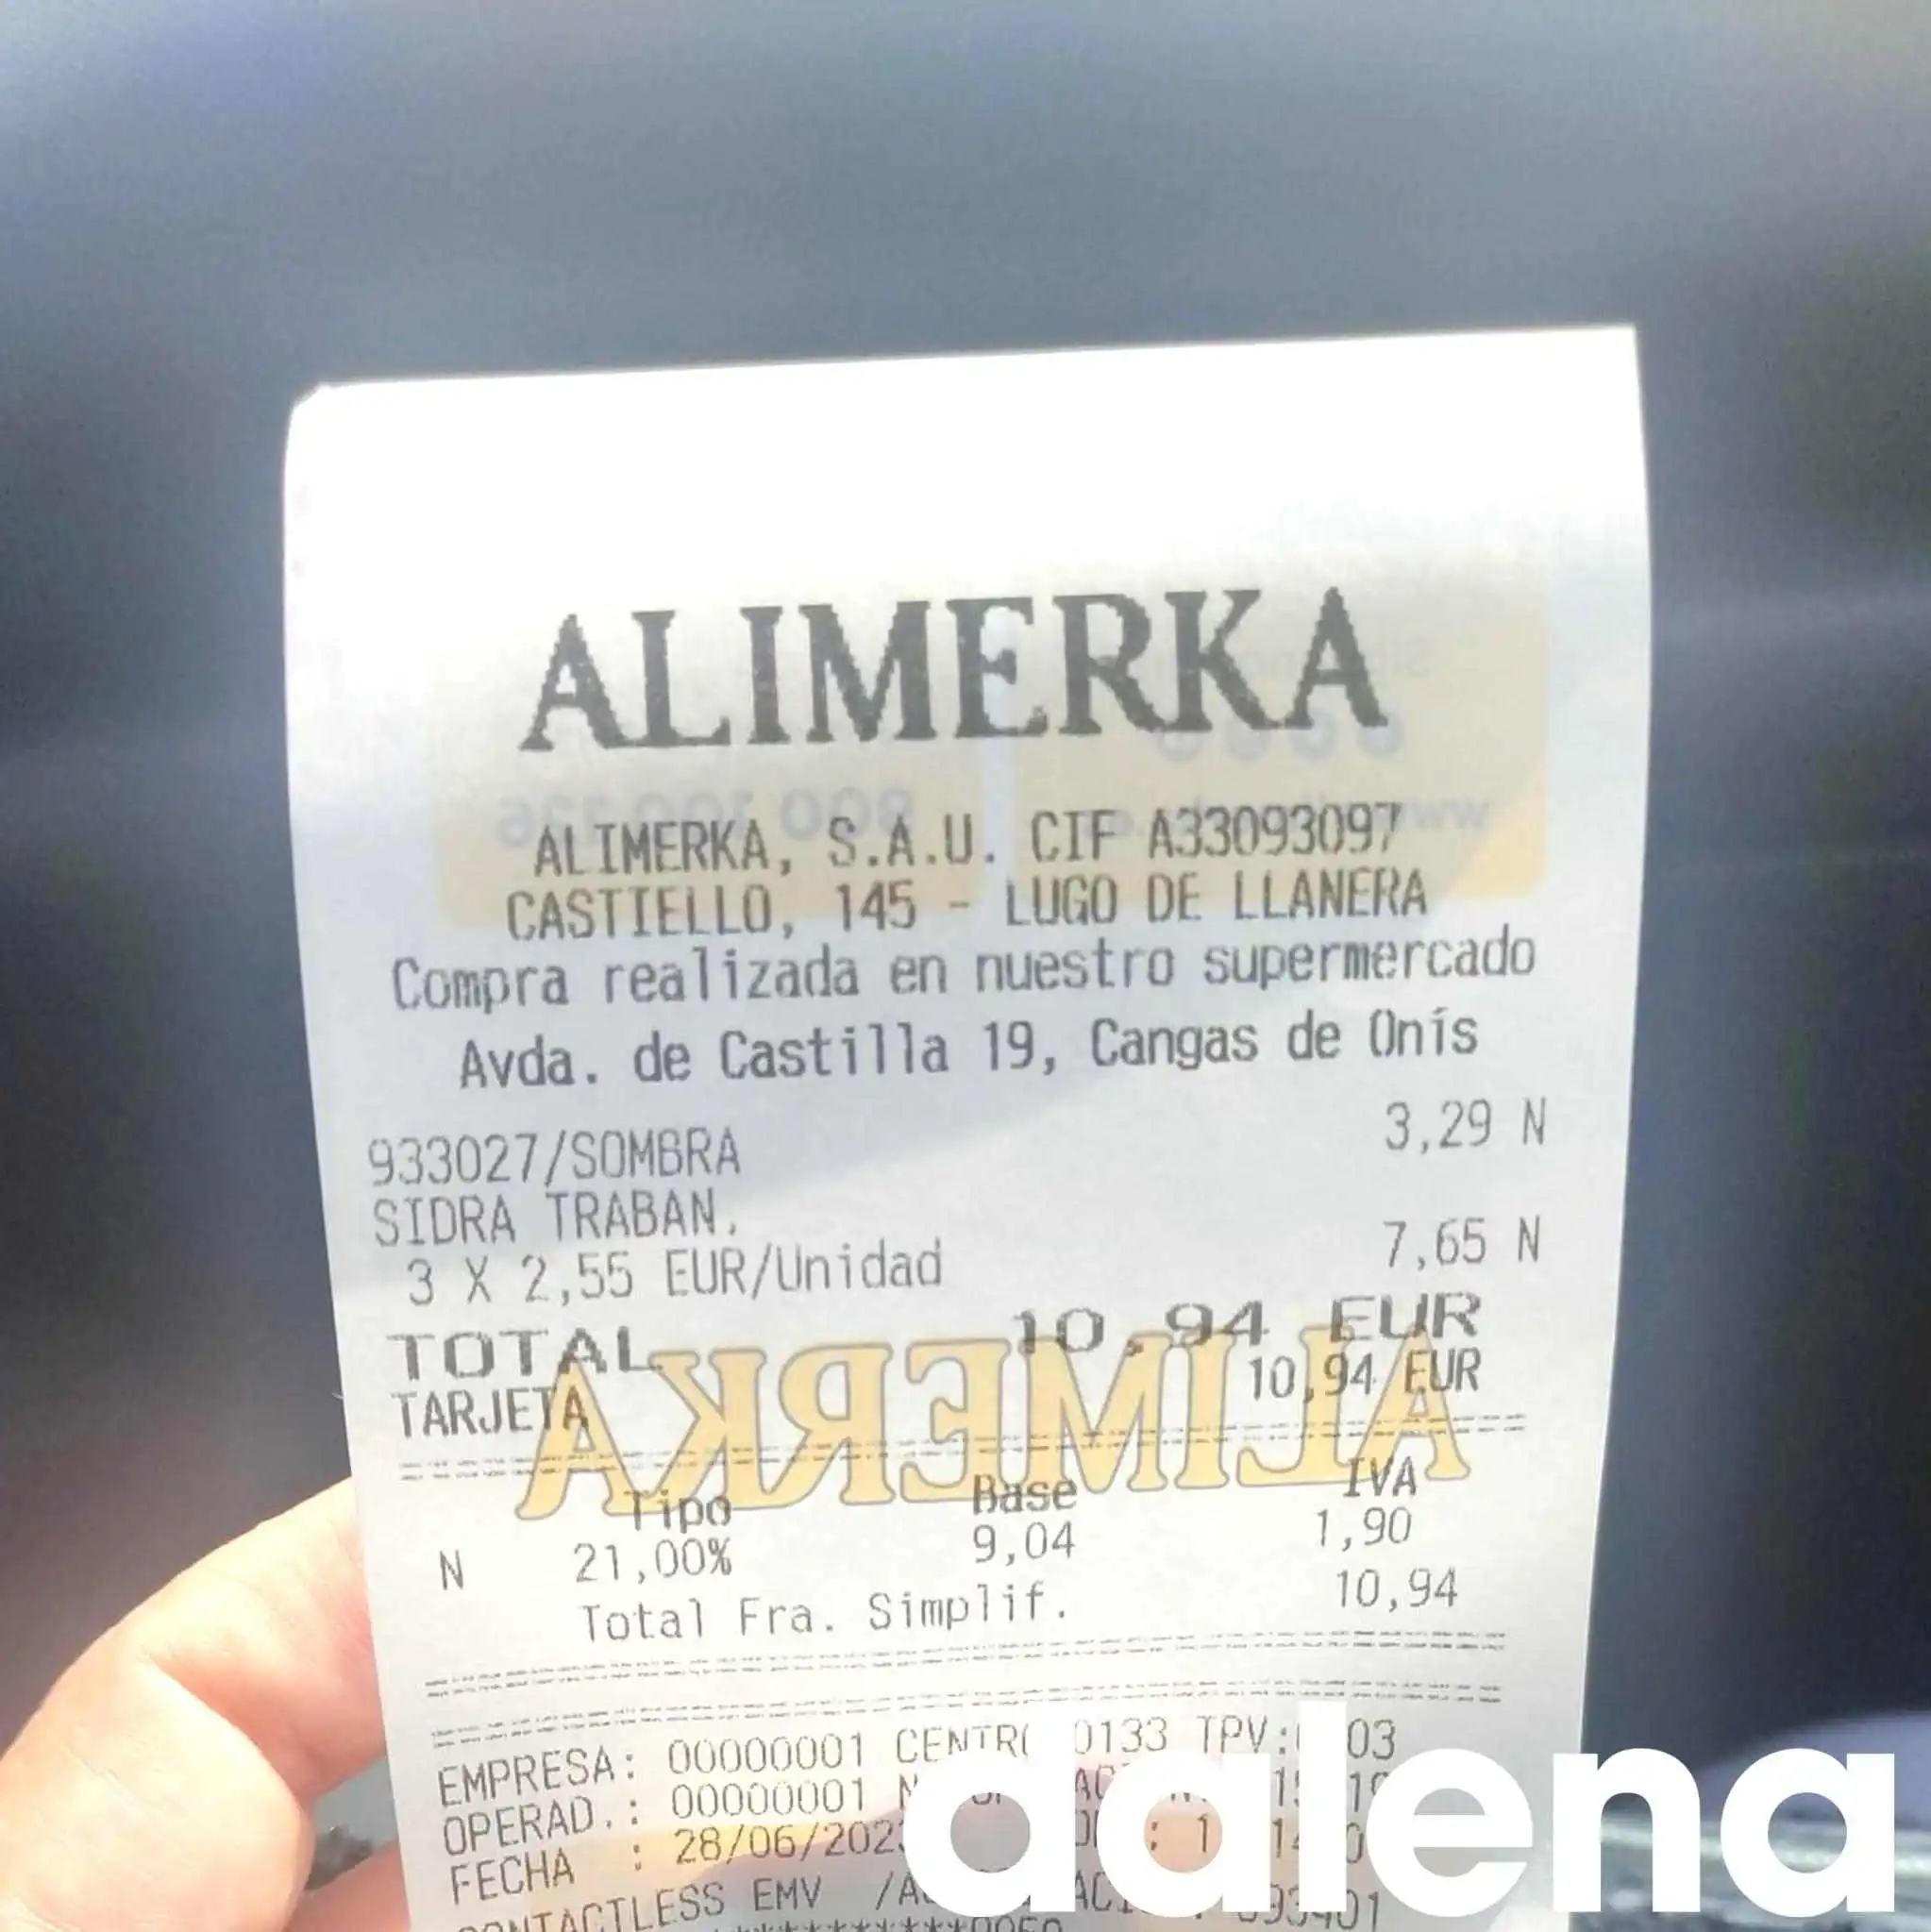 ALIMERKA
ALIMERKA, S.A.U. CIF A33093097
CASTIELLO, 145 - LUGO DE LLANERA
Compra realizada en nuestro supermercado
Avda. de Castilla 19, Cangas de Onís
933027/SOMBRA 3,29 N
SIDRA TRABAN.
3 X 2,55 EUR/Unidad 7,65 N
TOTAL 10,94 EUR
TARJETA 10,94 EUR
ALIMERKA
Tipo Base IVA
N 21,00% 9,04 1,90
Total Fra. Simplif. 10,94
EMPRESA: 00000001 0133
OPERAD.: 00000001
FECHA :
CONTACTLESS EMV
adlena